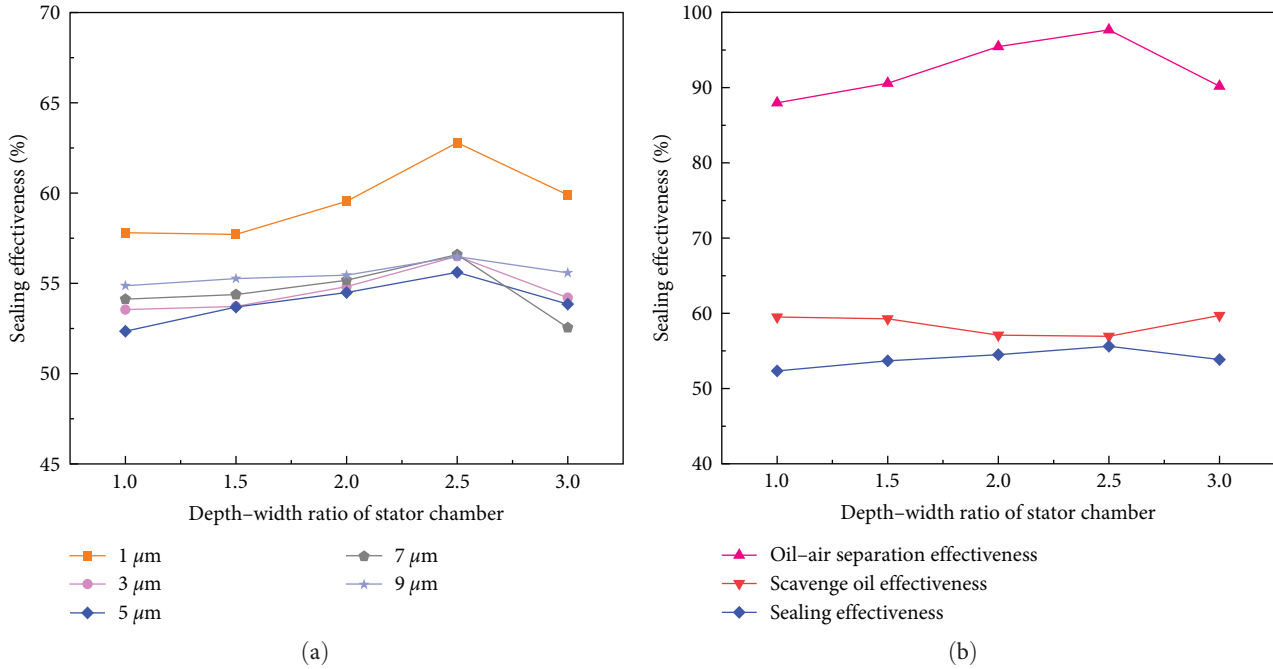 70
65
60
55
50
45
Sealing effectiveness (%)
1.0 1.5 2.0 2.5 3.0
Depth–width ratio of stator chamber
1 μm
3 μm
5 μm
7 μm
9 μm
(a)
100
90
80
70
60
50
40
Sealing effectiveness (%)
1.0 1.5 2.0 2.5 3.0
Depth–width ratio of stator chamber
Oil–air separation effectiveness
Scavenge oil effectiveness
Sealing effectiveness
(b)